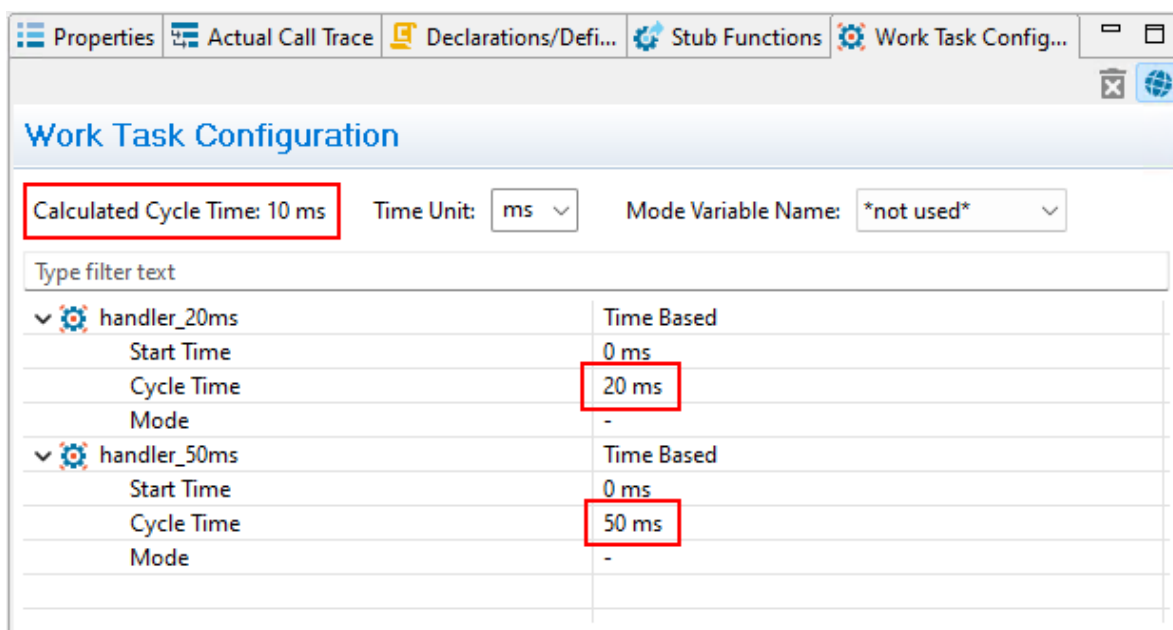 Properties Actual Call Trace Declarations/Defi... Stub Functions Work Task Config...
Work Task Configuration
Calculated Cycle Time: 10 ms Time Unit: ms Mode Variable Name: *not used*
Type filter text
handler_20ms Time Based
Start Time 0 ms
Cycle Time 20 ms
Mode -
handler_50ms Time Based
Start Time 0 ms
Cycle Time 50 ms
Mode -